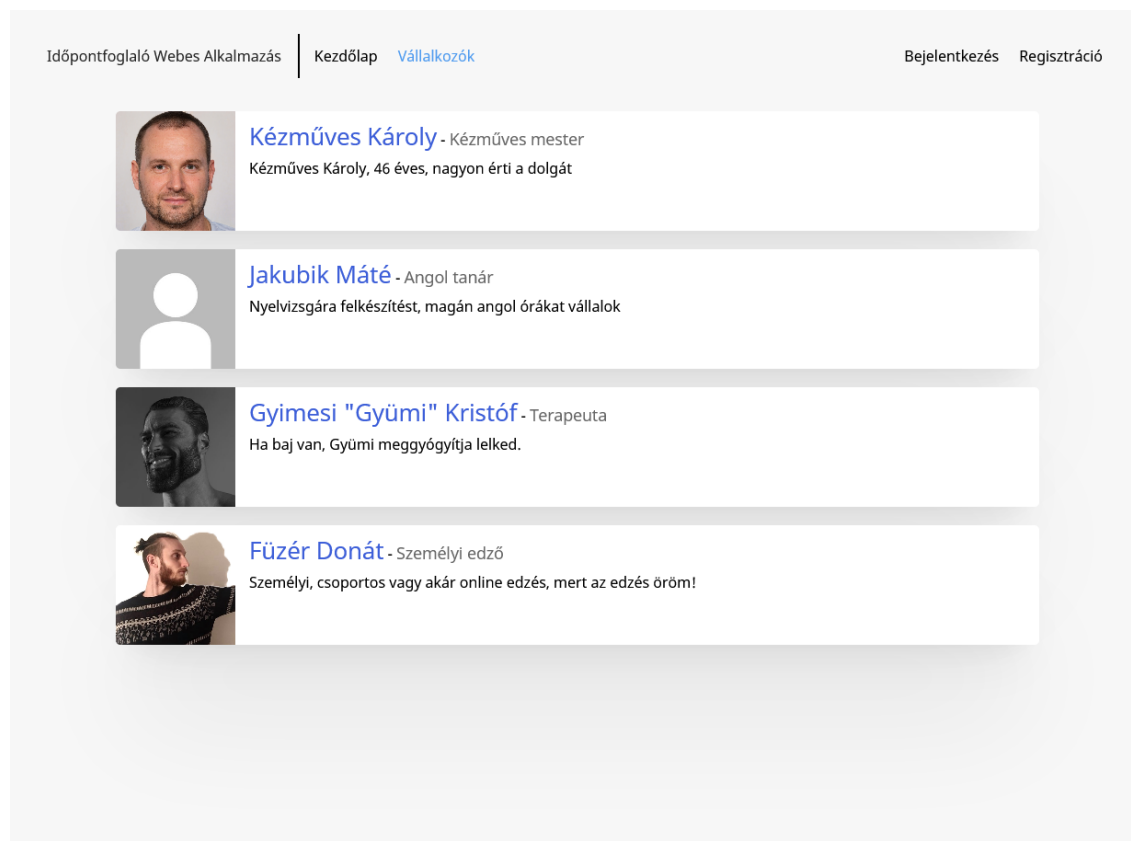 Időpontfoglaló Webes Alkalmazás Kezdőlap Vállalkozók Bejelentkezés Regisztráció
Kézműves Károly - Kézműves mester
Kézműves Károly, 46 éves, nagyon érti a dolgát
Jakubik Máté - Angol tanár
Nyelvizsgára felkészítést, magán angol órákat vállalok
Gyimesi "Gyümi" Kristóf - Terapeuta
Ha baj van, Gyümi meggyógyítja lelked.
Füzér Donát - Személyi edző
Személyi, csoportos vagy akár online edzés, mert az edzés öröm!